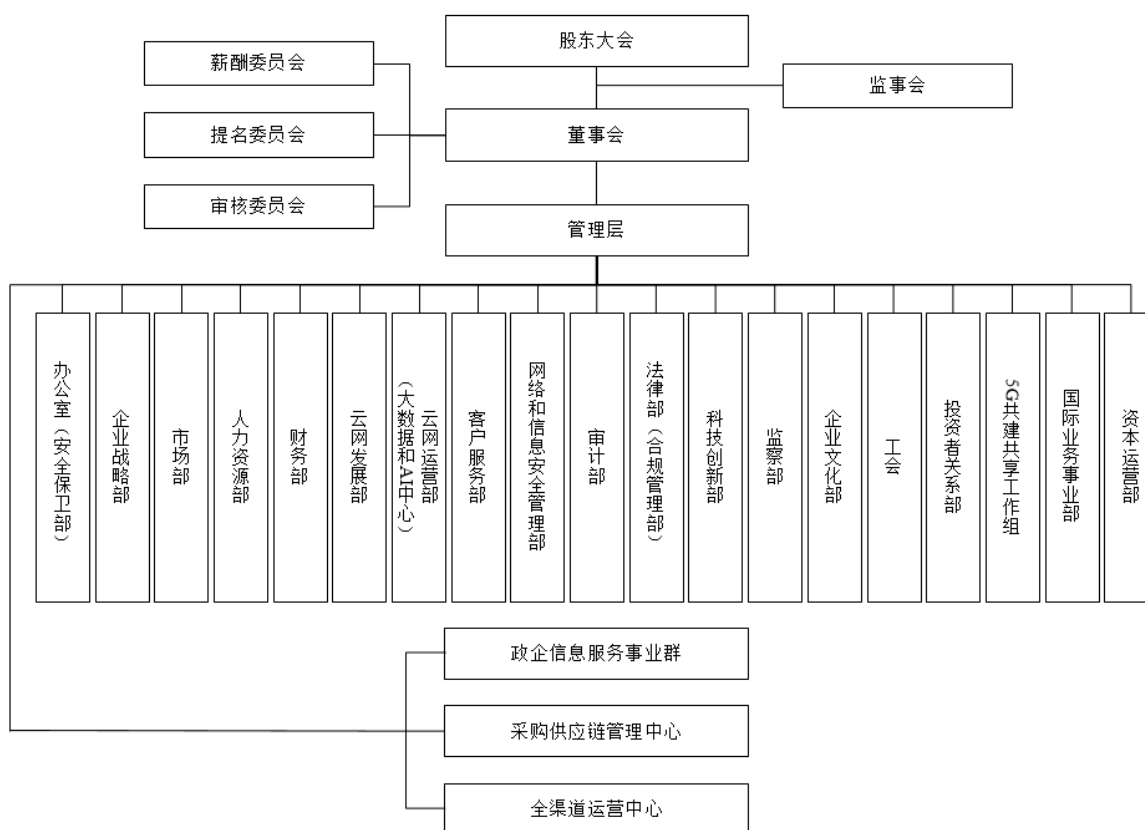 股东大会
薪酬委员会
监事会
提名委员会
董事会
审核委员会
管理层
办公室（安全保卫部）
企业战略部
市场部
人力资源部
财务部
云网发展部
云网运营部
（大数据和AI中心）
客户服务部
网络和信息安全管理部
审计部
法律部（合规管理部）
科技创新部
监察部
企业文化部
工会
投资者关系部
5G共建共享工作组
国际业务事业部
资本运营部
政企信息服务事业群
采购供应链管理中心
全渠道运营中心